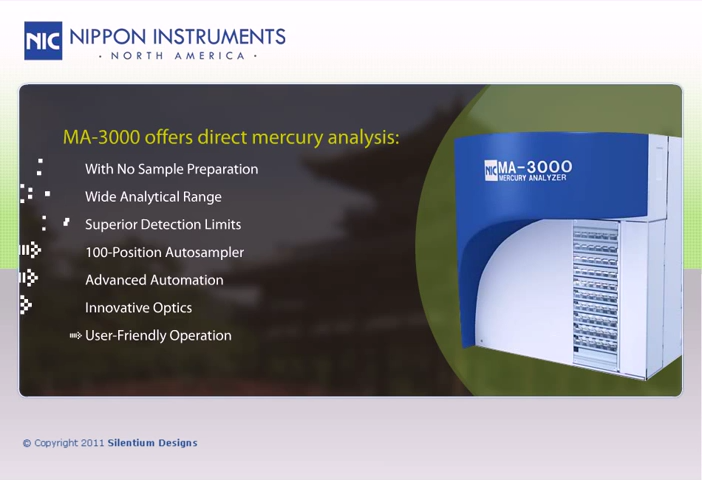 NIC NIPPON INSTRUMENTS
· NORTH AMERICA ·
MA-3000 offers direct mercury analysis:
With No Sample Preparation
Wide Analytical Range
Superior Detection Limits
100-Position Autosampler
Advanced Automation
Innovative Optics
User-Friendly Operation
NIC MA-3000
MERCURY ANALYZER
© Copyright 2011 Silentium Designs